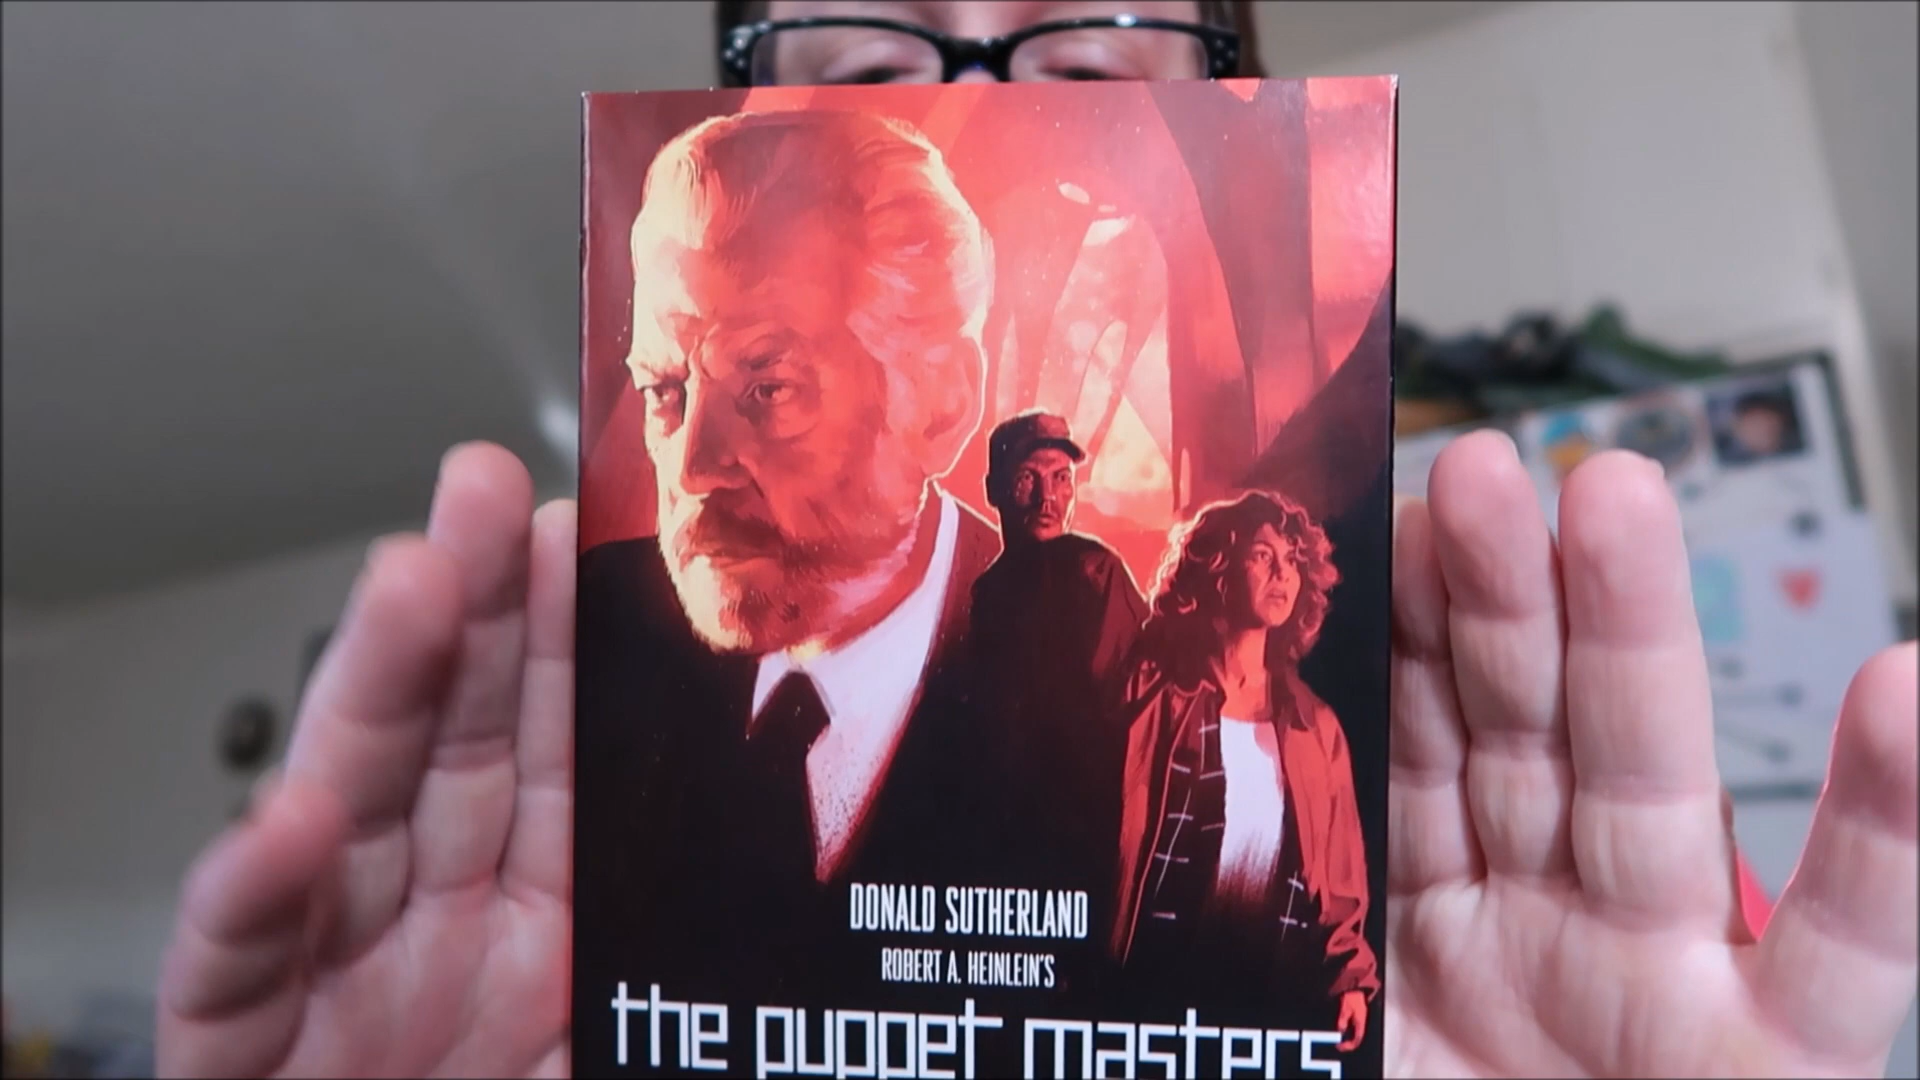 DONALD SUTHERLAND
ROBERT A. HEINLEIN'S
the puppet masters